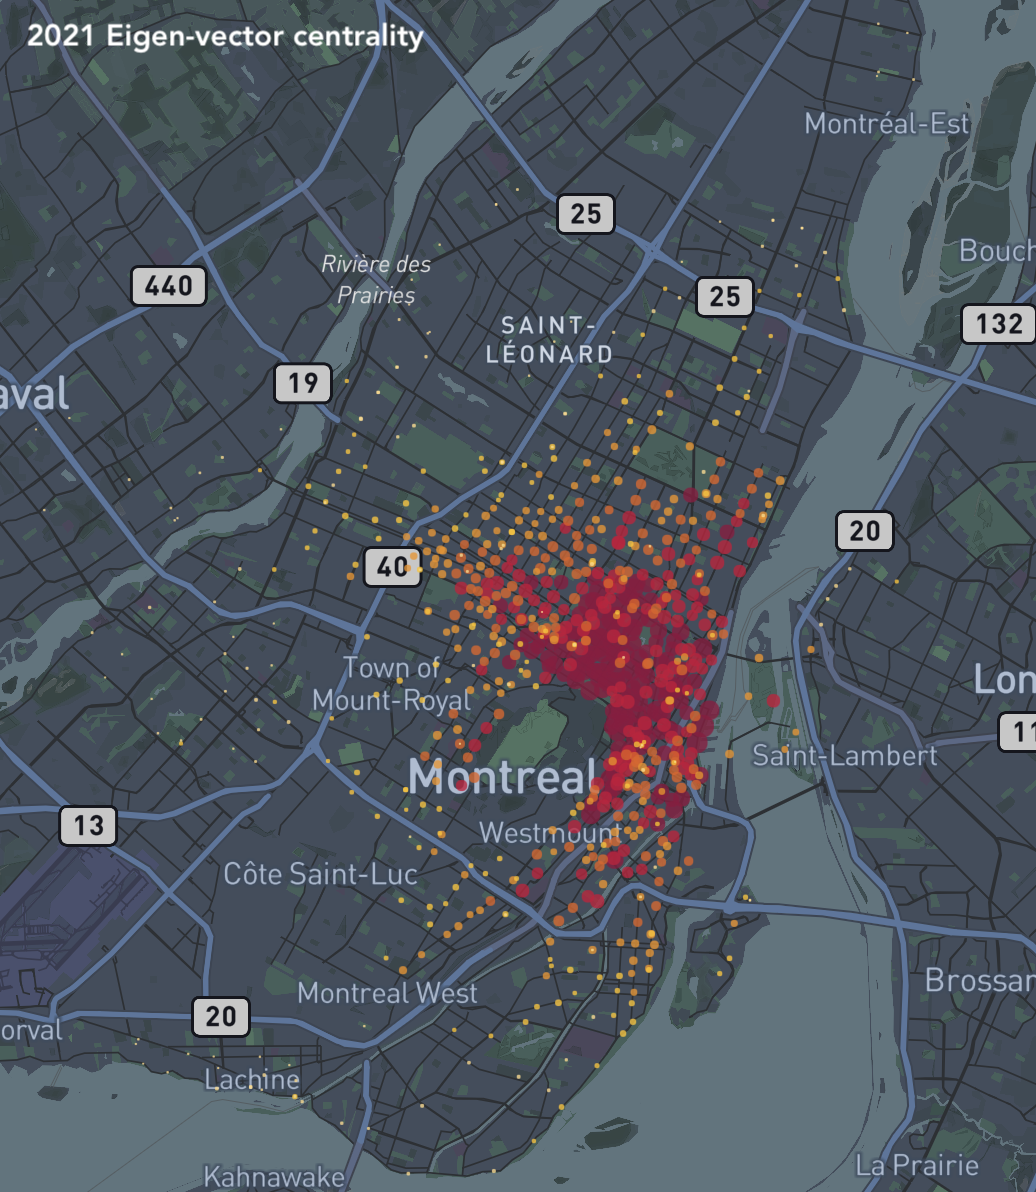 2021 Eigen-vector centrality
Montréal-Est
25
Bouch
Rivière des
Prairies
440
25
132
SAINT-
LÉONARD
19
aval
20
40
Town of
Mount-Royal
Lon
11
Saint-Lambert
Montreal
13
Westmount
Côte Saint-Luc
Montreal West
Brossar
20
orval
Lachine
La Prairie
Kahnawake